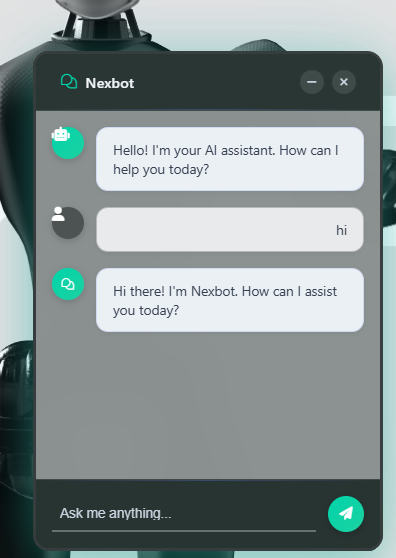 Nexbot
Hello! I'm your AI assistant. How can I
help you today?
hi
Hi there! I'm Nexbot. How can I assist
you today?
Ask me anything...